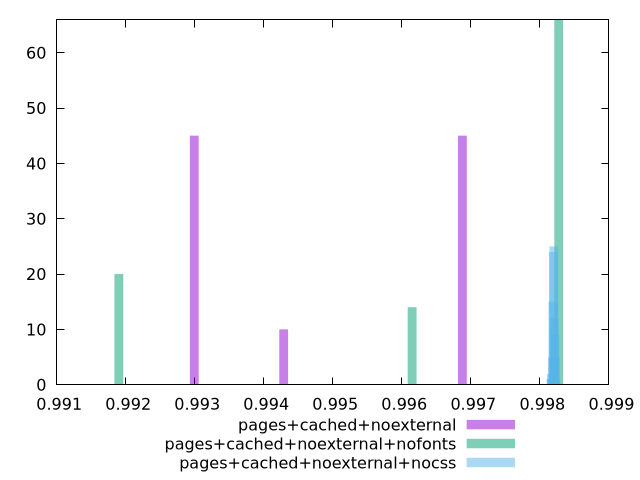 60
50
40
30
20
10
0
0.991 0.992 0.993 0.994 0.995 0.996 0.997 0.998 0.999
pages+cached+noexternal
pages+cached+noexternal+nofonts
pages+cached+noexternal+nocss